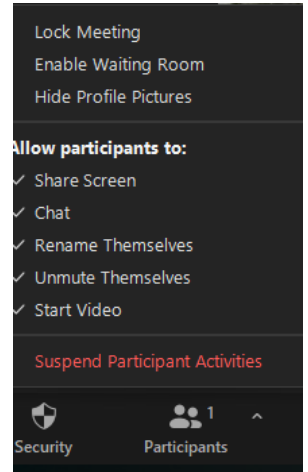 Lock Meeting
Enable Waiting Room
Hide Profile Pictures
Allow participants to:
✓ Share Screen
✓ Chat
✓ Rename Themselves
✓ Unmute Themselves
✓ Start Video
Suspend Participant Activities
1
Security Participants